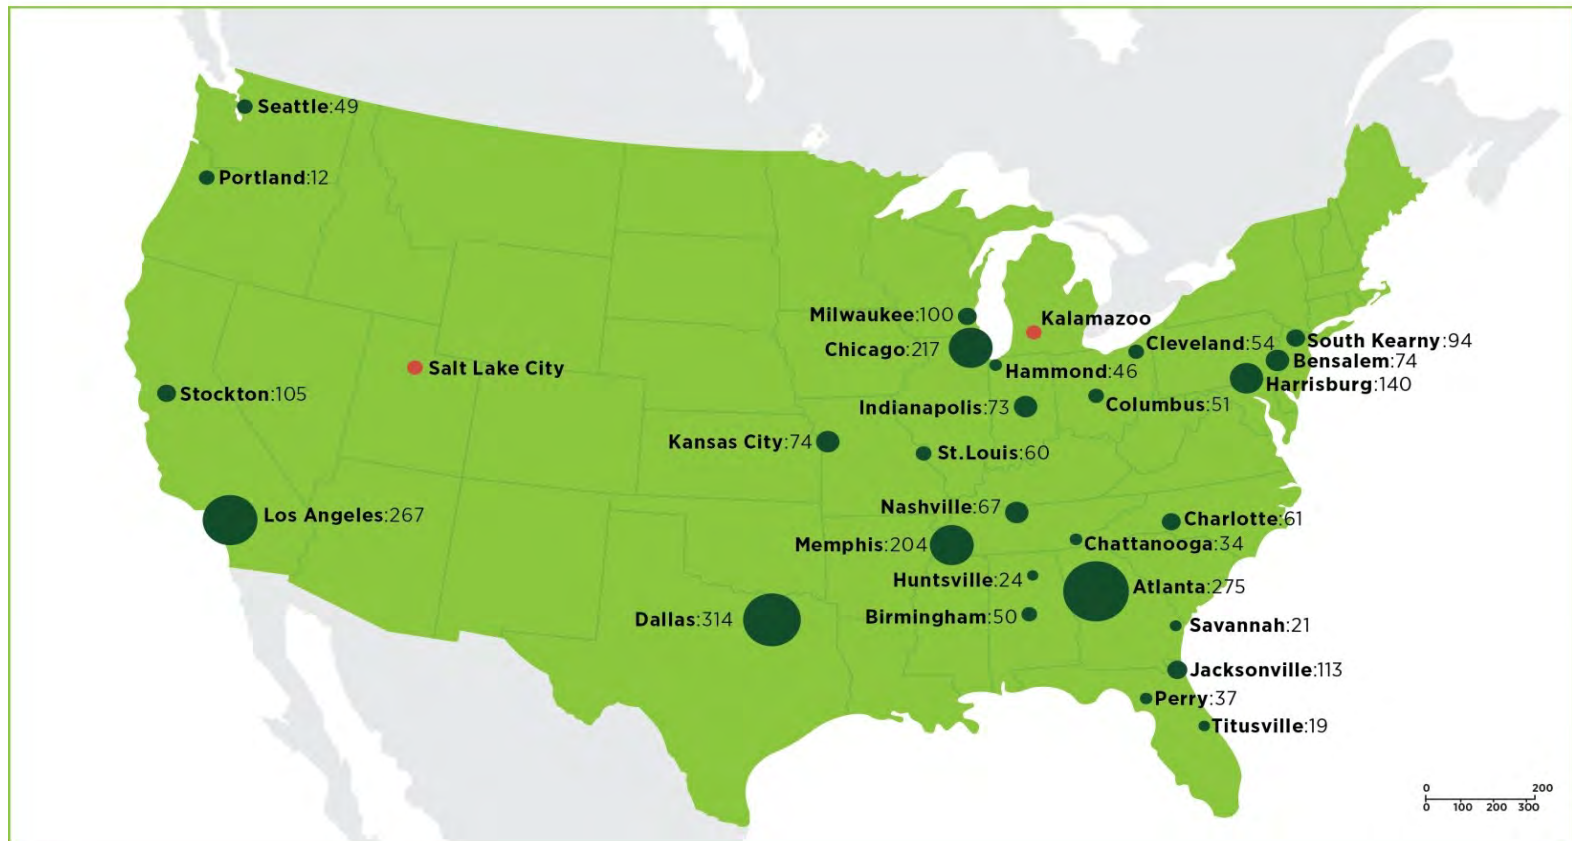 Seattle:49
Portland:12
Milwaukee:100
Kalamazoo
Chicago:217
Cleveland:54
South Kearny:94
Bensalem:74
Salt Lake City
Hammond:46
Harrisburg:140
Stockton:105
Indianapolis:73
Columbus:51
Kansas City:74
St.Louis:60
Los Angeles:267
Nashville:67
Charlotte:61
Memphis:204
Chattanooga:34
Huntsville:24
Atlanta:275
Dallas:314
Birmingham:50
Savannah:21
Jacksonville:113
Perry:37
Titusville:19
0 200
0 100 200 300